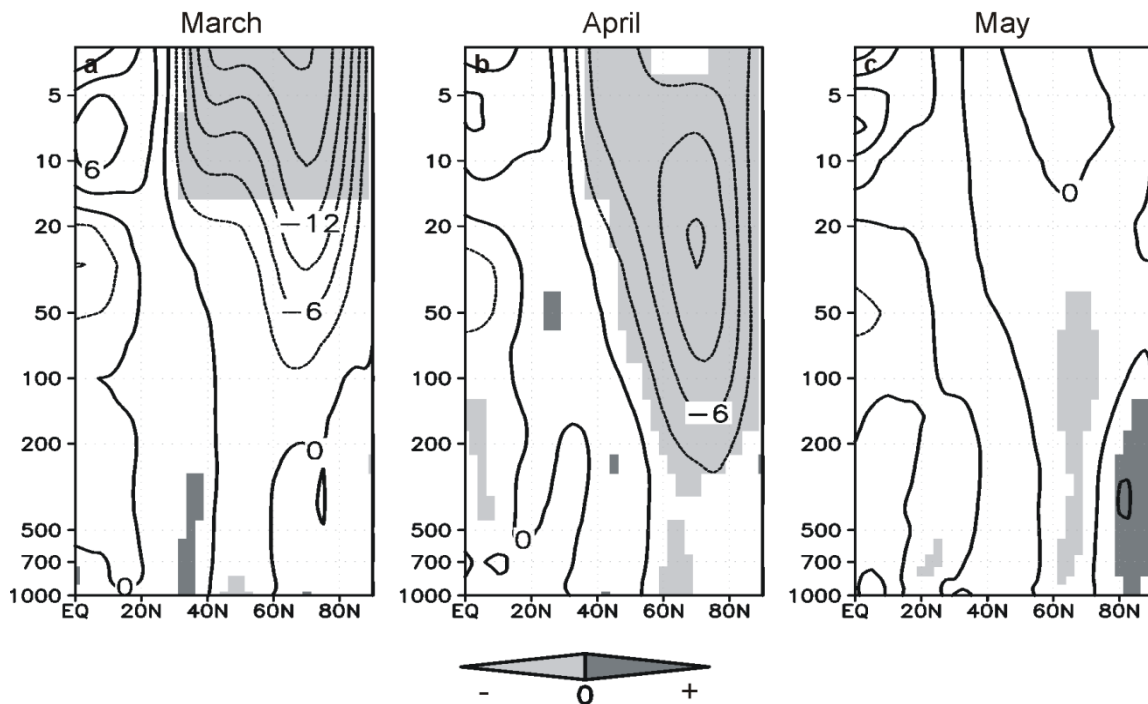 March April May
a b c
5 5 5
10 6 10 10 0
20 -12 20 20
50 -6 50 50
100 100 -6 100
200 0 200 200
500 500 0 500
700 700 700
1000 0 1000 1000
EQ 20N 40N 60N 80N EQ 20N 40N 60N 80N EQ 20N 40N 60N 80N
- 0 +